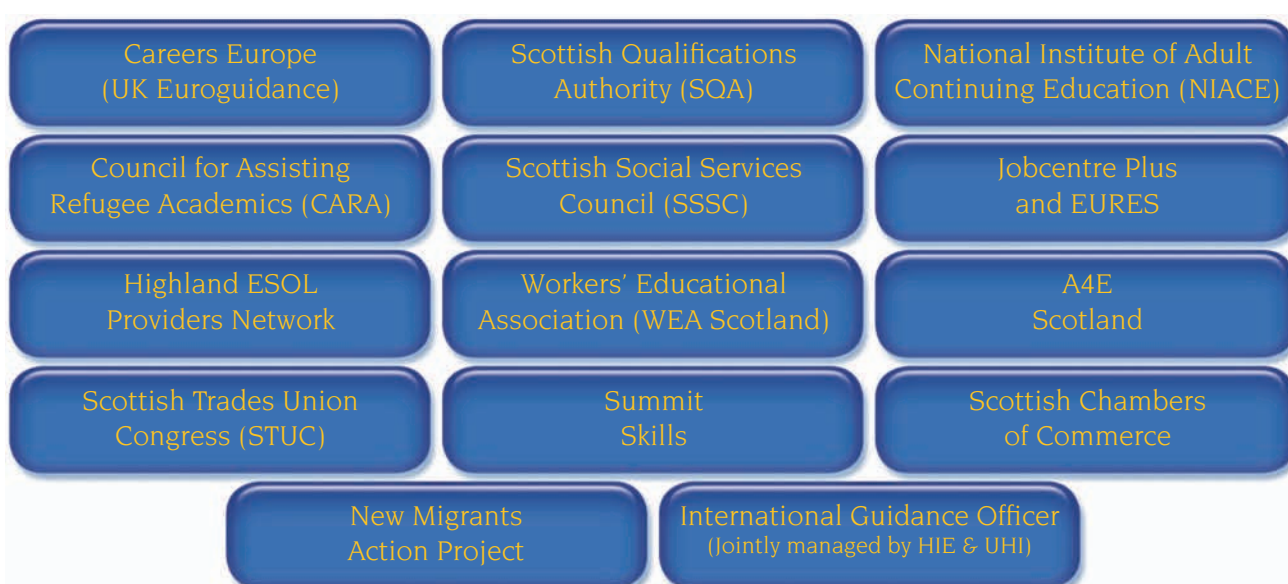 Careers Europe
(UK Euroguidance)
Scottish Qualifications
Authority (SQA)
National Institute of Adult
Continuing Education (NIACE)
Council for Assisting
Refugee Academics (CARA)
Scottish Social Services
Council (SSSC)
Jobcentre Plus
and EURES
Highland ESOL
Providers Network
Workers’ Educational
Association (WEA Scotland)
A4E
Scotland
Scottish Trades Union
Congress (STUC)
Summit
Skills
Scottish Chambers
of Commerce
New Migrants
Action Project
International Guidance Officer
(Jointly managed by HIE & UHI)